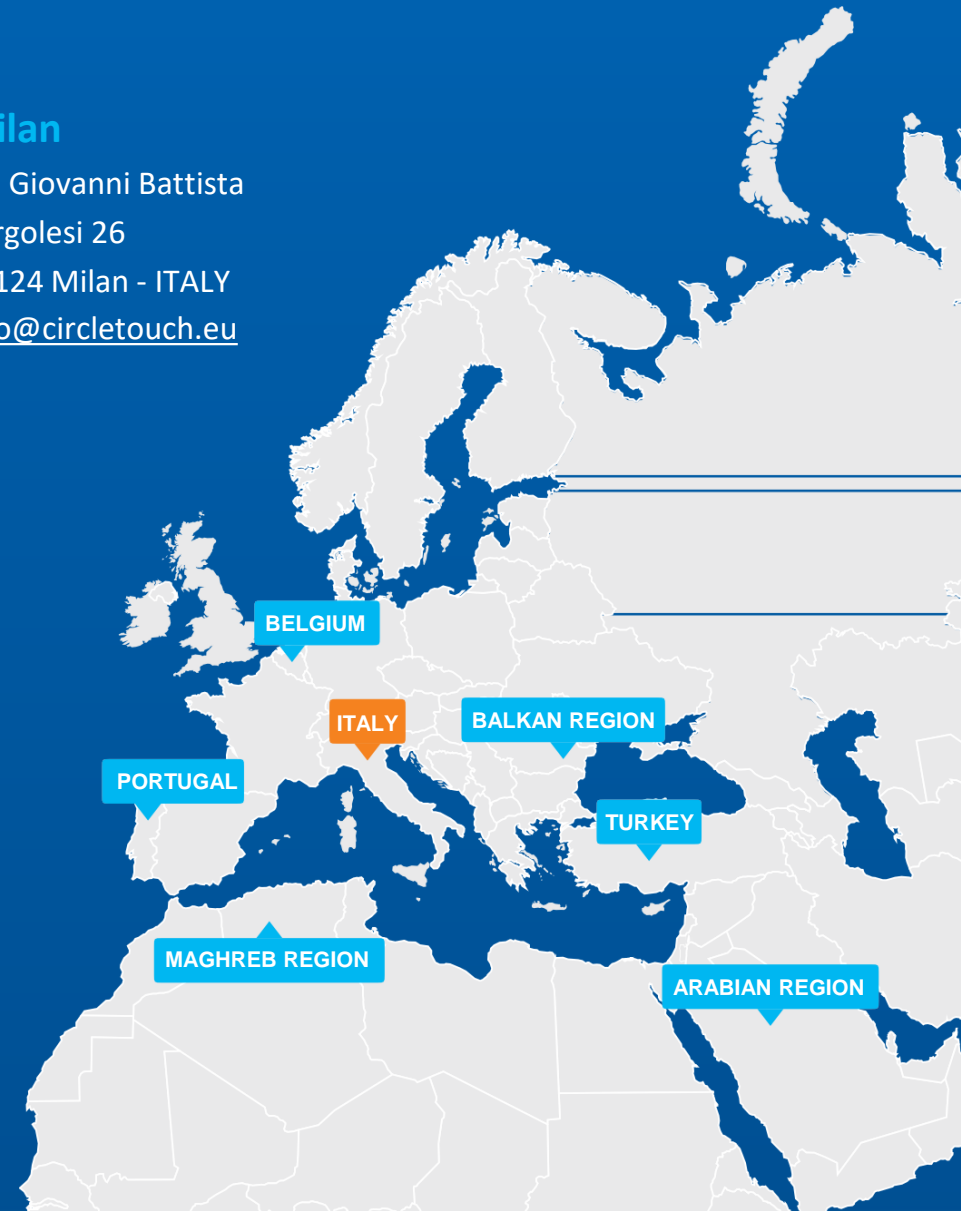 ilan
Giovanni Battista
rgolesi 26
124 Milan - ITALY
o@circletouch.eu
BELGIUM
ITALY
BALKAN REGION
PORTUGAL
TURKEY
MAGHREB REGION
ARABIAN REGION